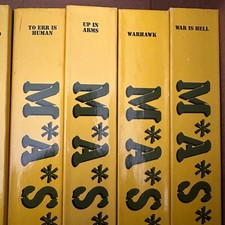 TO ERR IS
HUMAN
M*A*S*
UP IN
ARMS
M*A*S*
WARHAWK
M*A*S*
WAR IS HELL
M*A*S*